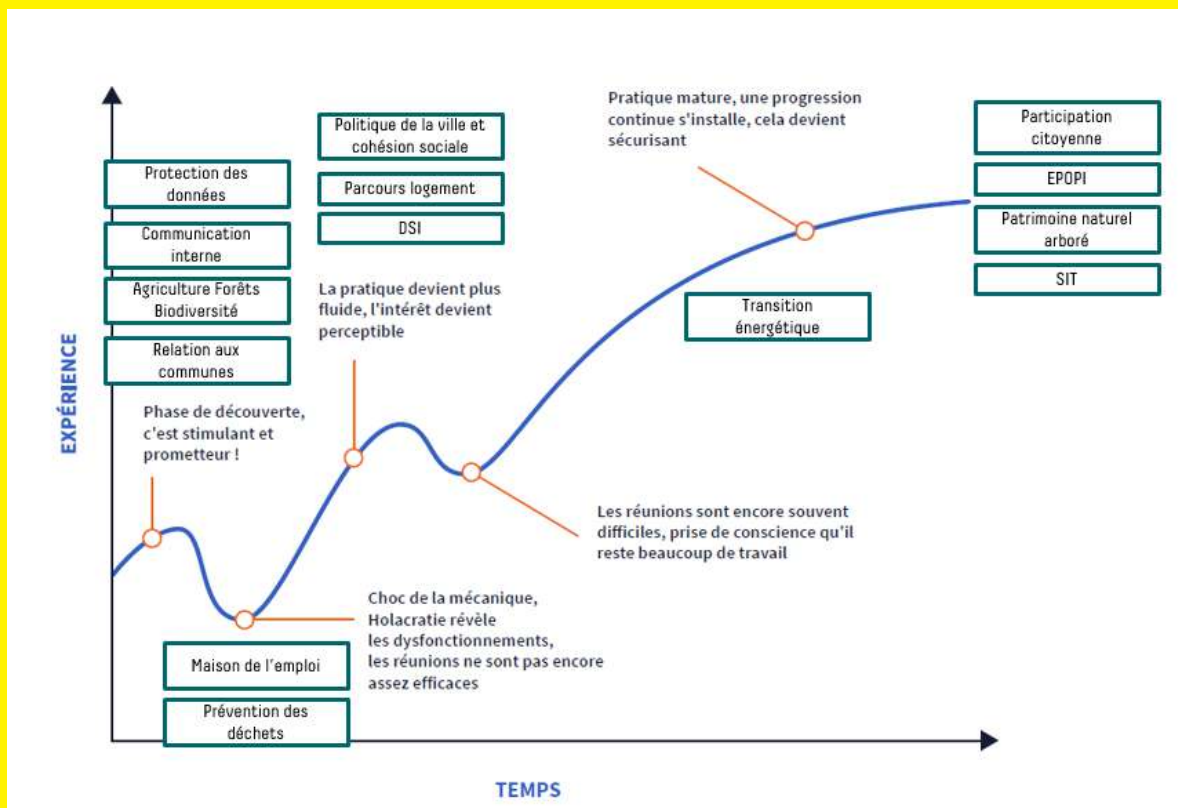 Pratique mature, une progression
continue s'installe, cela devient
sécurisant
Participation
citoyenne
EPOPI
Patrimoine naturel
arboré
SIT
Politique de la ville et
cohésion sociale
Parcours logement
DSI
Protection des
données
Communication
interne
Agriculture Forêts
Biodiversité
Relation aux
communes
La pratique devient plus
fluide, l'intérêt devient
perceptible
Transition
énergétique
EXPÉRIENCE
Phase de découverte,
c'est stimulant et
prometteur !
Les réunions sont encore souvent
difficiles, prise de conscience qu'il
reste beaucoup de travail
Choc de la mécanique,
Holacratie révèle
les dysfonctionnements,
les réunions ne sont pas encore
assez efficaces
Maison de l'emploi
Prévention des
déchets
TEMPS